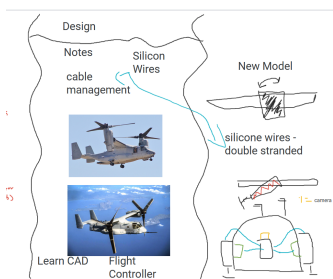 Design
Notes
Silicon
Wires
cable
management
New Model
silicone wires -
double stranded
camera
Learn CAD
Flight
Controller